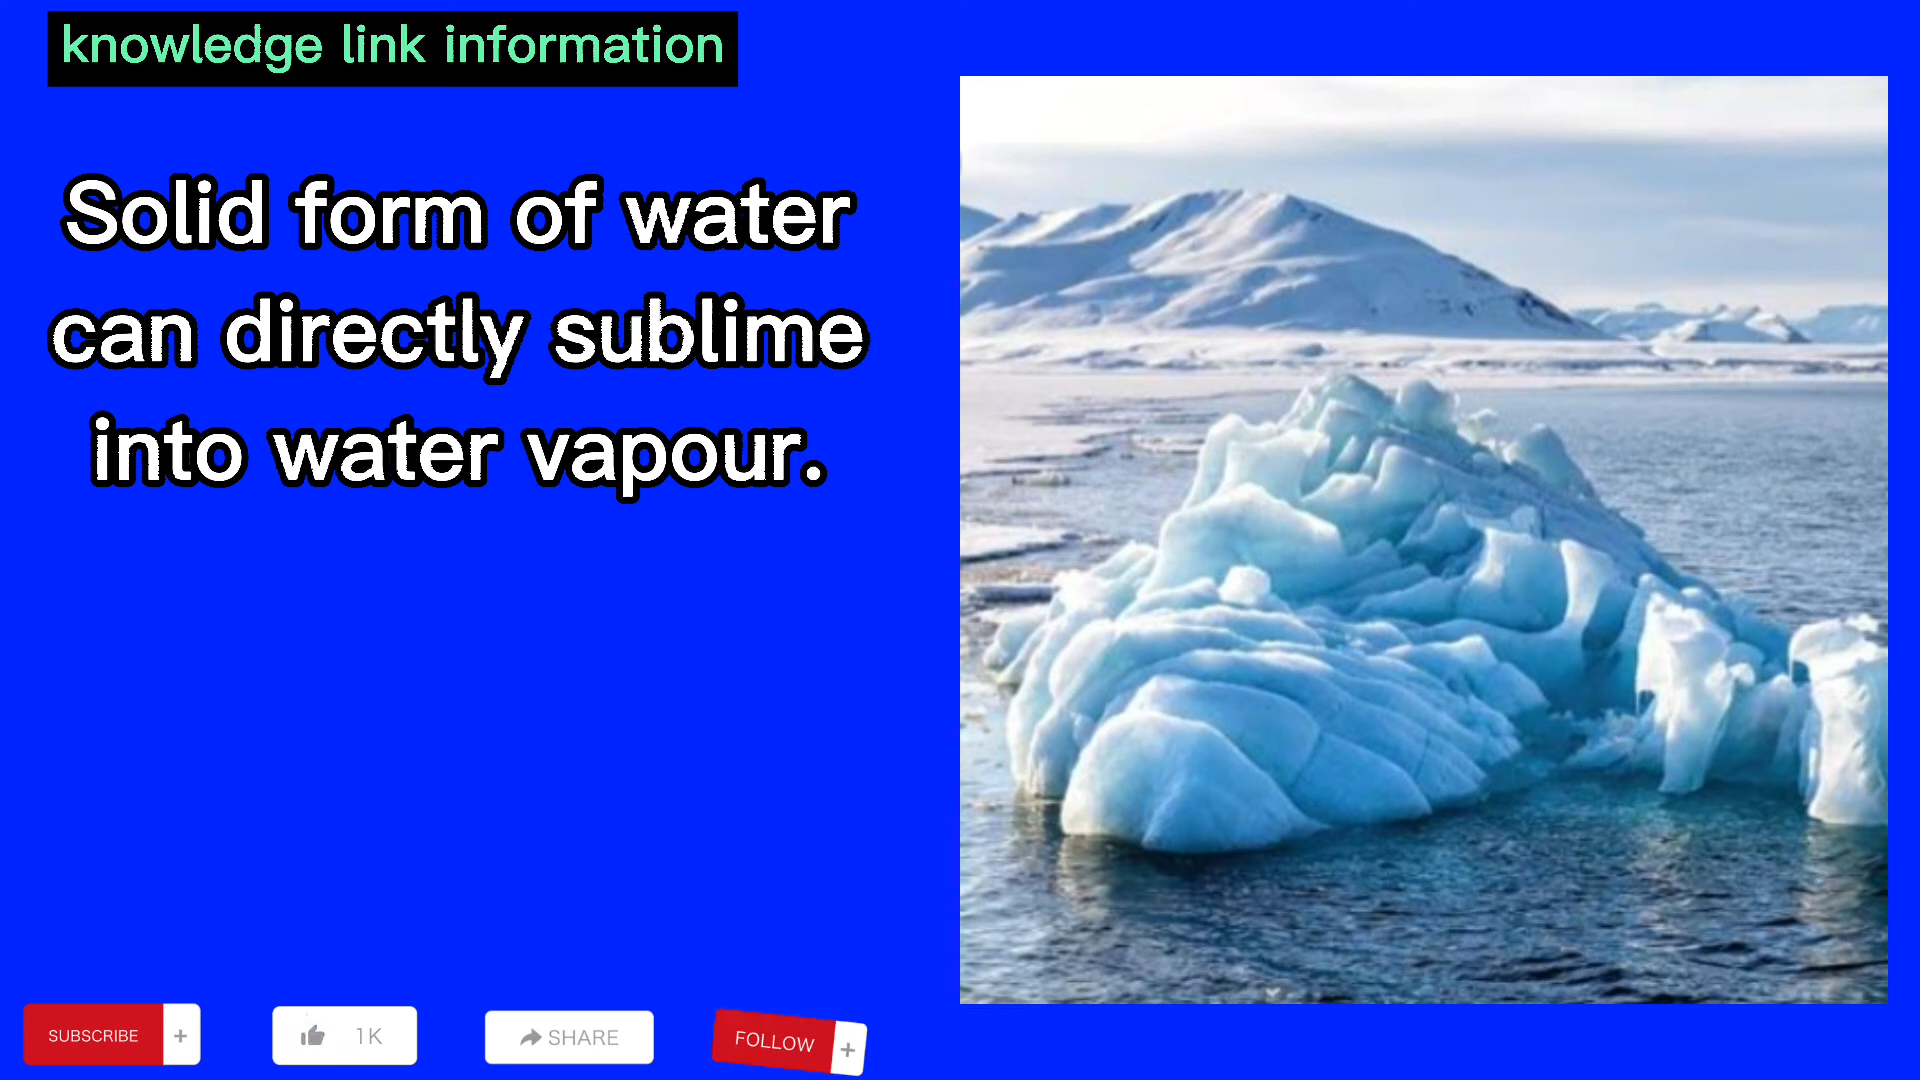 knowledge link information
Solid form of water
can directly sublime
into water vapour.
SUBSCRIBE +
1K
SHARE
FOLLOW +